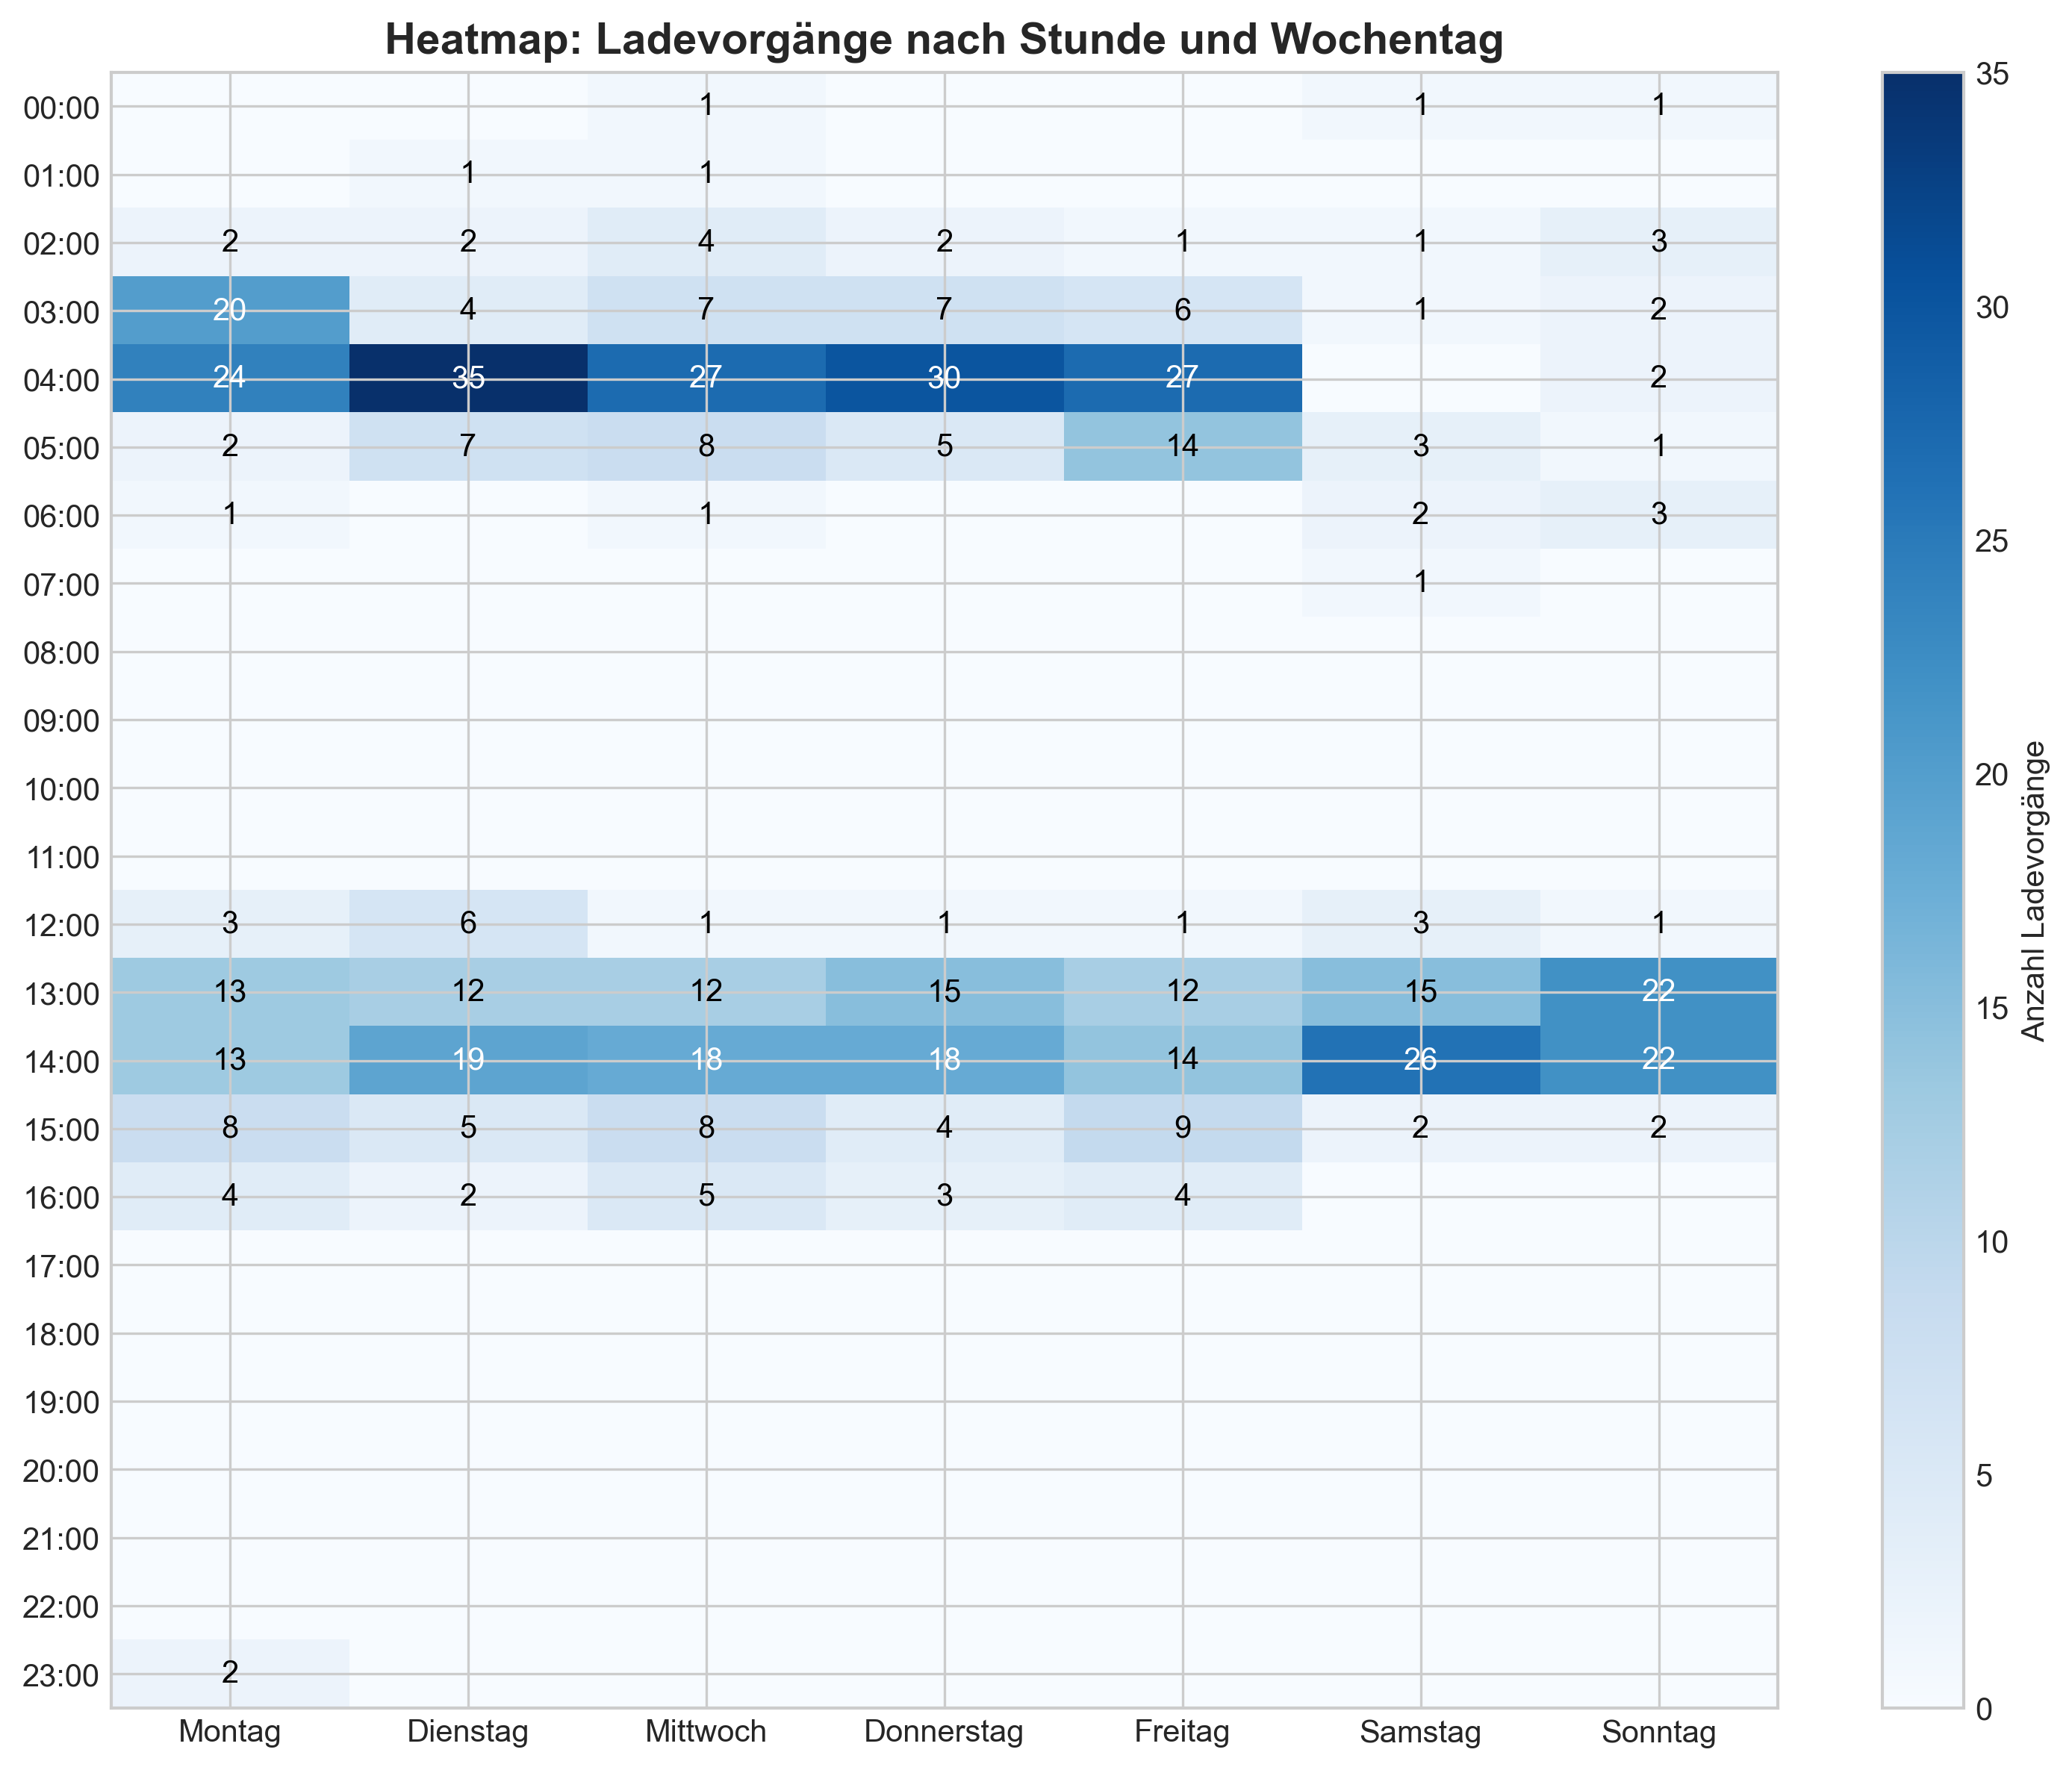 Heatmap: Ladevorgänge nach Stunde und Wochentag
00:00 1 1 1
01:00 1 1
02:00 2 2 4 2 1 1 3
03:00 20 4 7 7 6 1 2
04:00 24 35 27 30 27 2
05:00 2 7 8 5 14 3 1
06:00 1 1 2 3
07:00 1
08:00
09:00
10:00
11:00
12:00 3 6 1 1 1 3 1
13:00 13 12 12 15 12 15 22
14:00 13 19 18 18 14 26 22
15:00 8 5 8 4 9 2 2
16:00 4 2 5 3 4
17:00
18:00
19:00
20:00
21:00
22:00
23:00 2
Montag Dienstag Mittwoch Donnerstag Freitag Samstag Sonntag
35
30
25
20
15
10
5
0
Anzahl Ladevorgänge